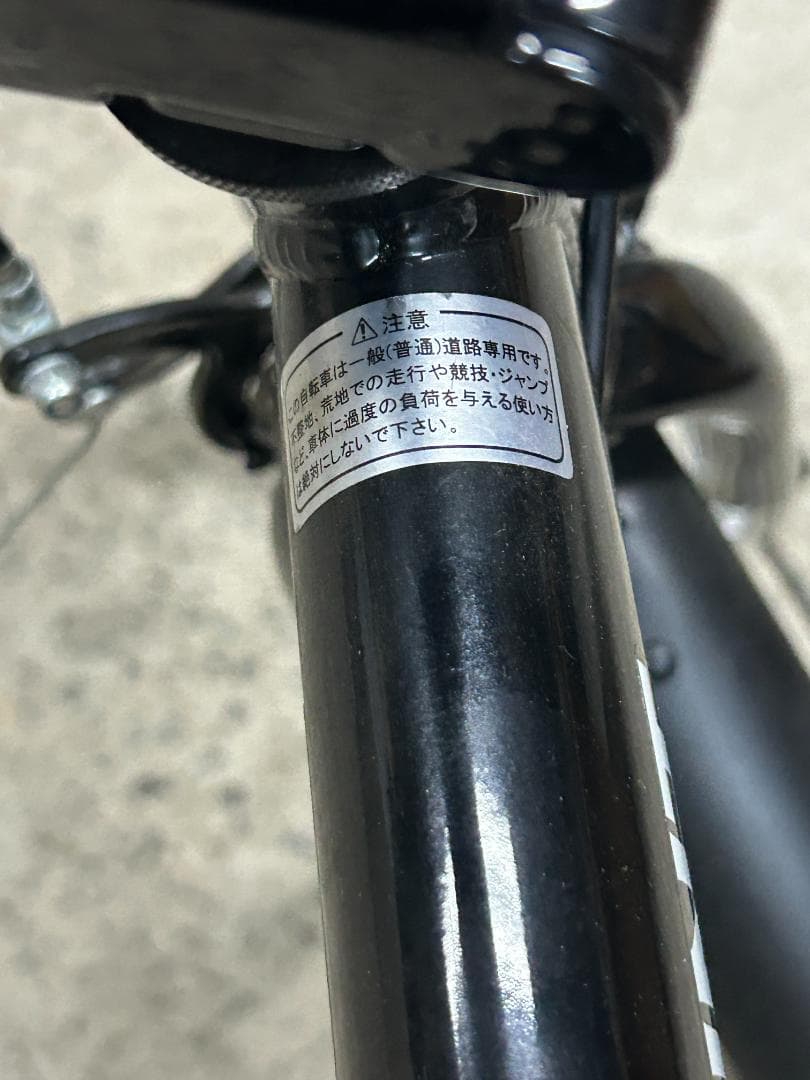 ⚠注意
この自転車は一般(普通)道路専用です。
不整地、荒地での走行や競技・ジャンプ
など、車体に過度の負荷を与える使い方
は絶対にしないで下さい。